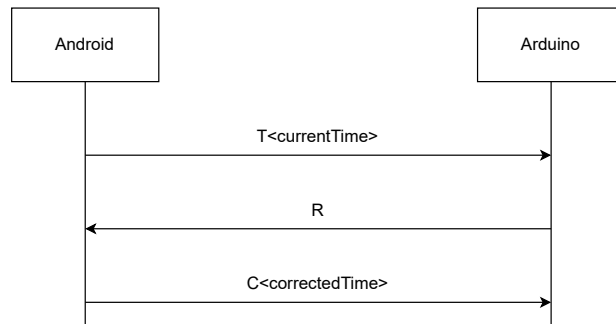 Android
Arduino
T<currentTime>
R
C<correctedTime>